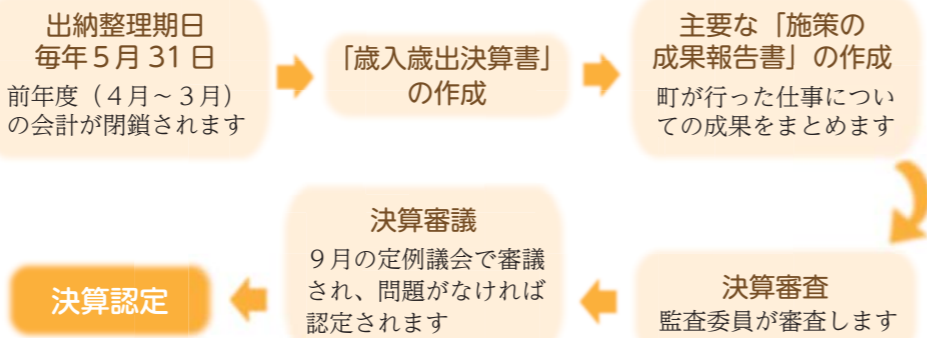 出納整理期日
毎年５月 31 日
前年度（４月～３月）
の会計が閉鎖されます
「歳入歳出決算書」
の作成
主要な「施策の
成果報告書」の作成
町が行った仕事につい
ての成果をまとめます
決算審査
監査委員が審査します
決算審議
９月の定例議会で審議
され、問題がなければ
認定されます
決算認定